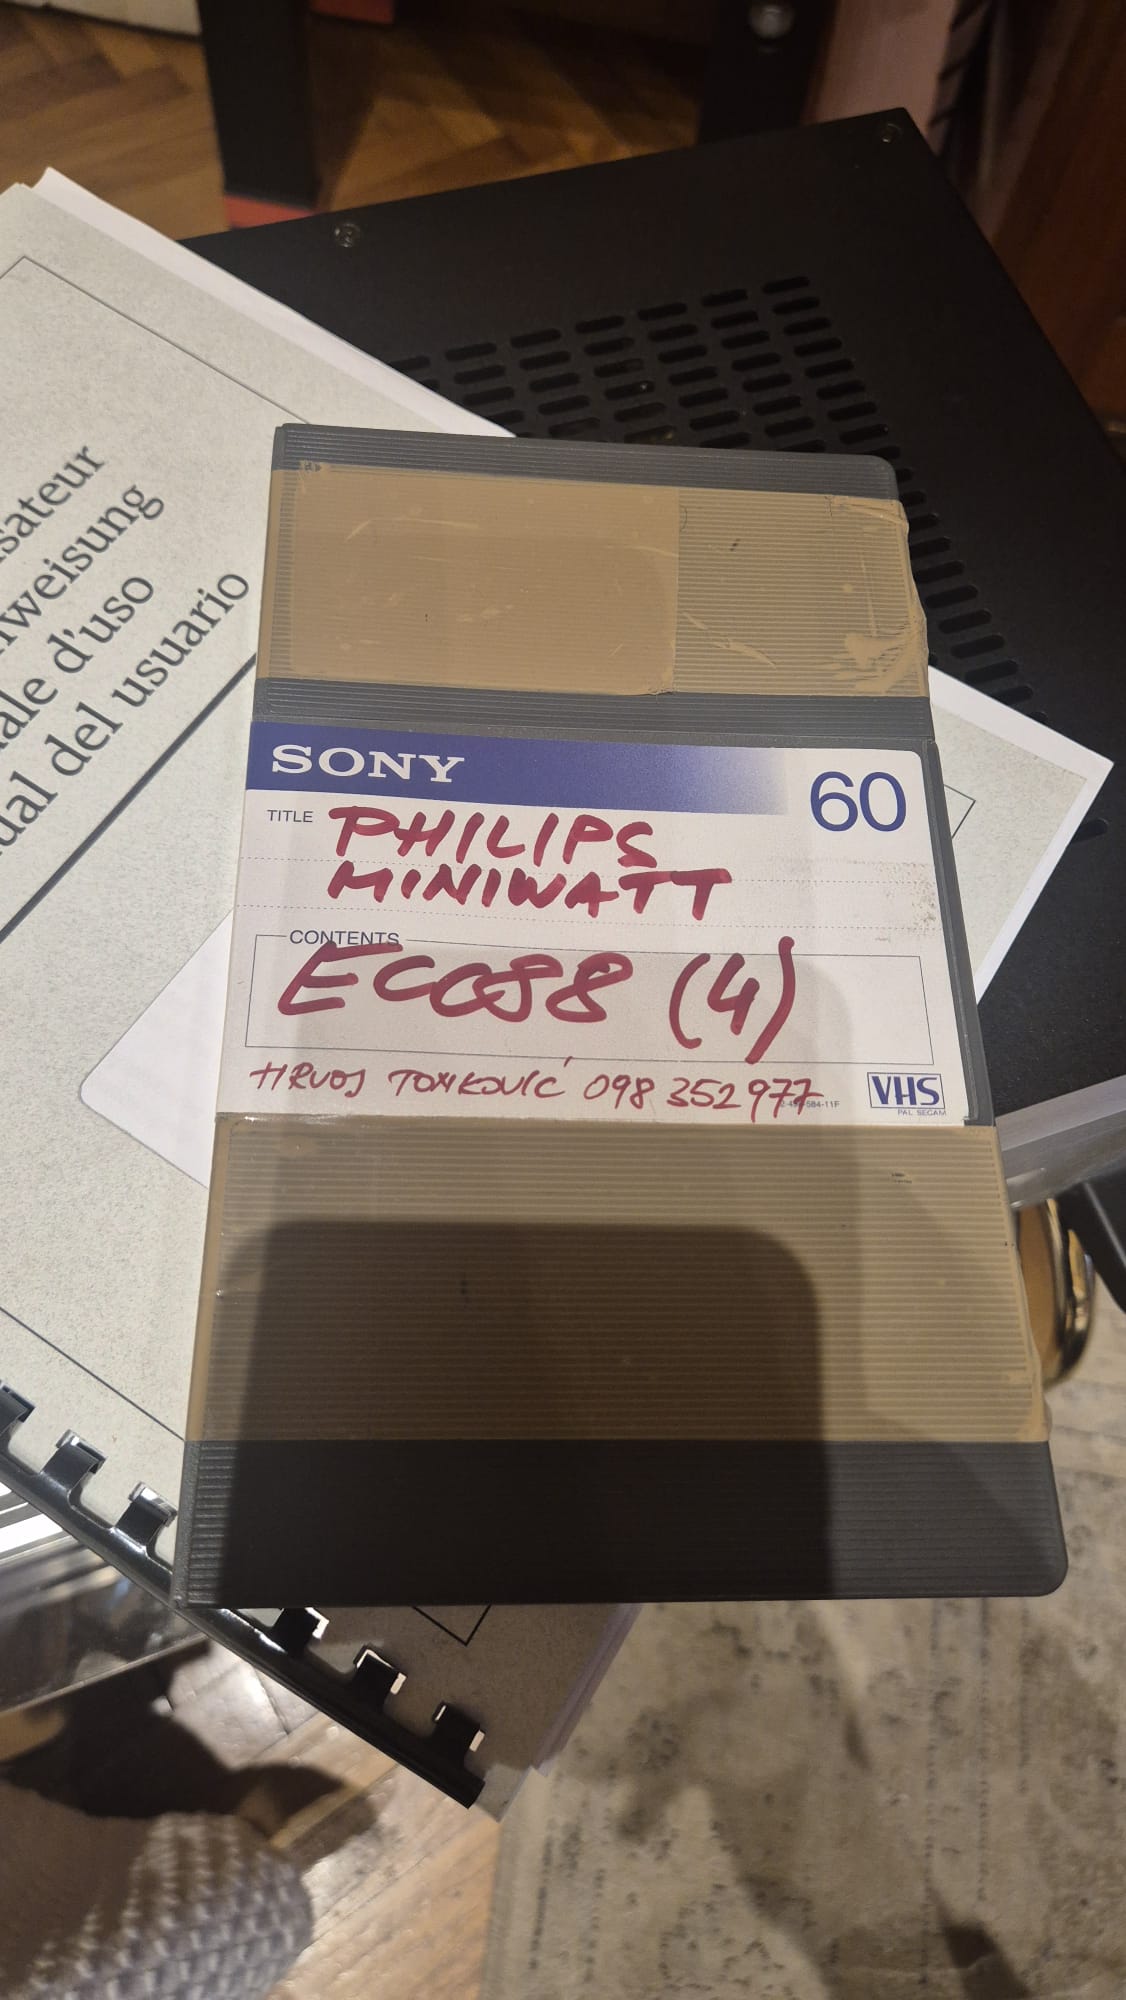 sateur
weisung
ale d'uso
ual del usuario
SONY
60
TITLE PHILIPS
MINIWATT
CONTENTS
ECC88 (4)
HRVOJ TOMKOVIĆ 098 352 977
VHS
PAL SECAM